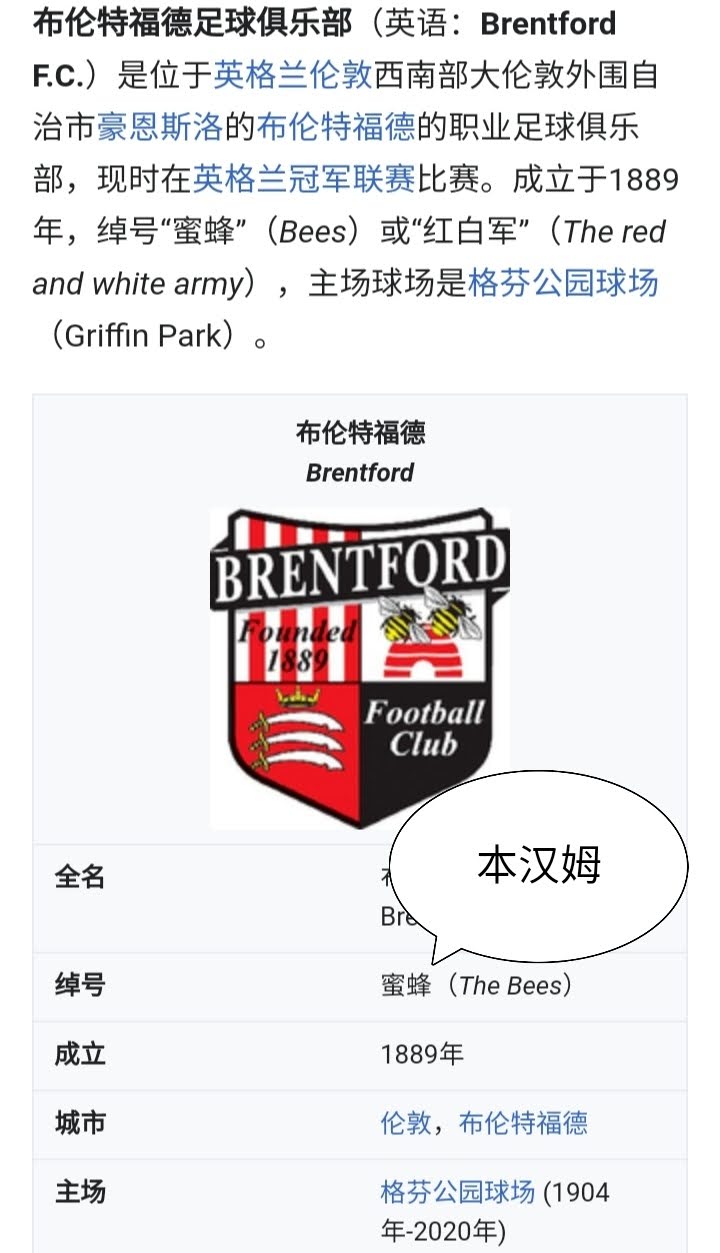 布伦特福德足球俱乐部（英语：Brentford
F.C.）是位于英格兰伦敦西南部大伦敦外围自
治市豪恩斯洛的布伦特福德的职业足球俱乐
部，现时在英格兰冠军联赛比赛。成立于1889
年，绰号“蜜蜂”（Bees）或“红白军”（The red
and white army），主场球场是格芬公园球场
（Griffin Park）。
布伦特福德
Brentford
BRENTFORD
Founded
1889
Football
Club
本汉姆
全名
Bre
绰号 蜜蜂（The Bees）
成立 1889年
城市 伦敦，布伦特福德
主场 格芬公园球场 (1904
年-2020年)